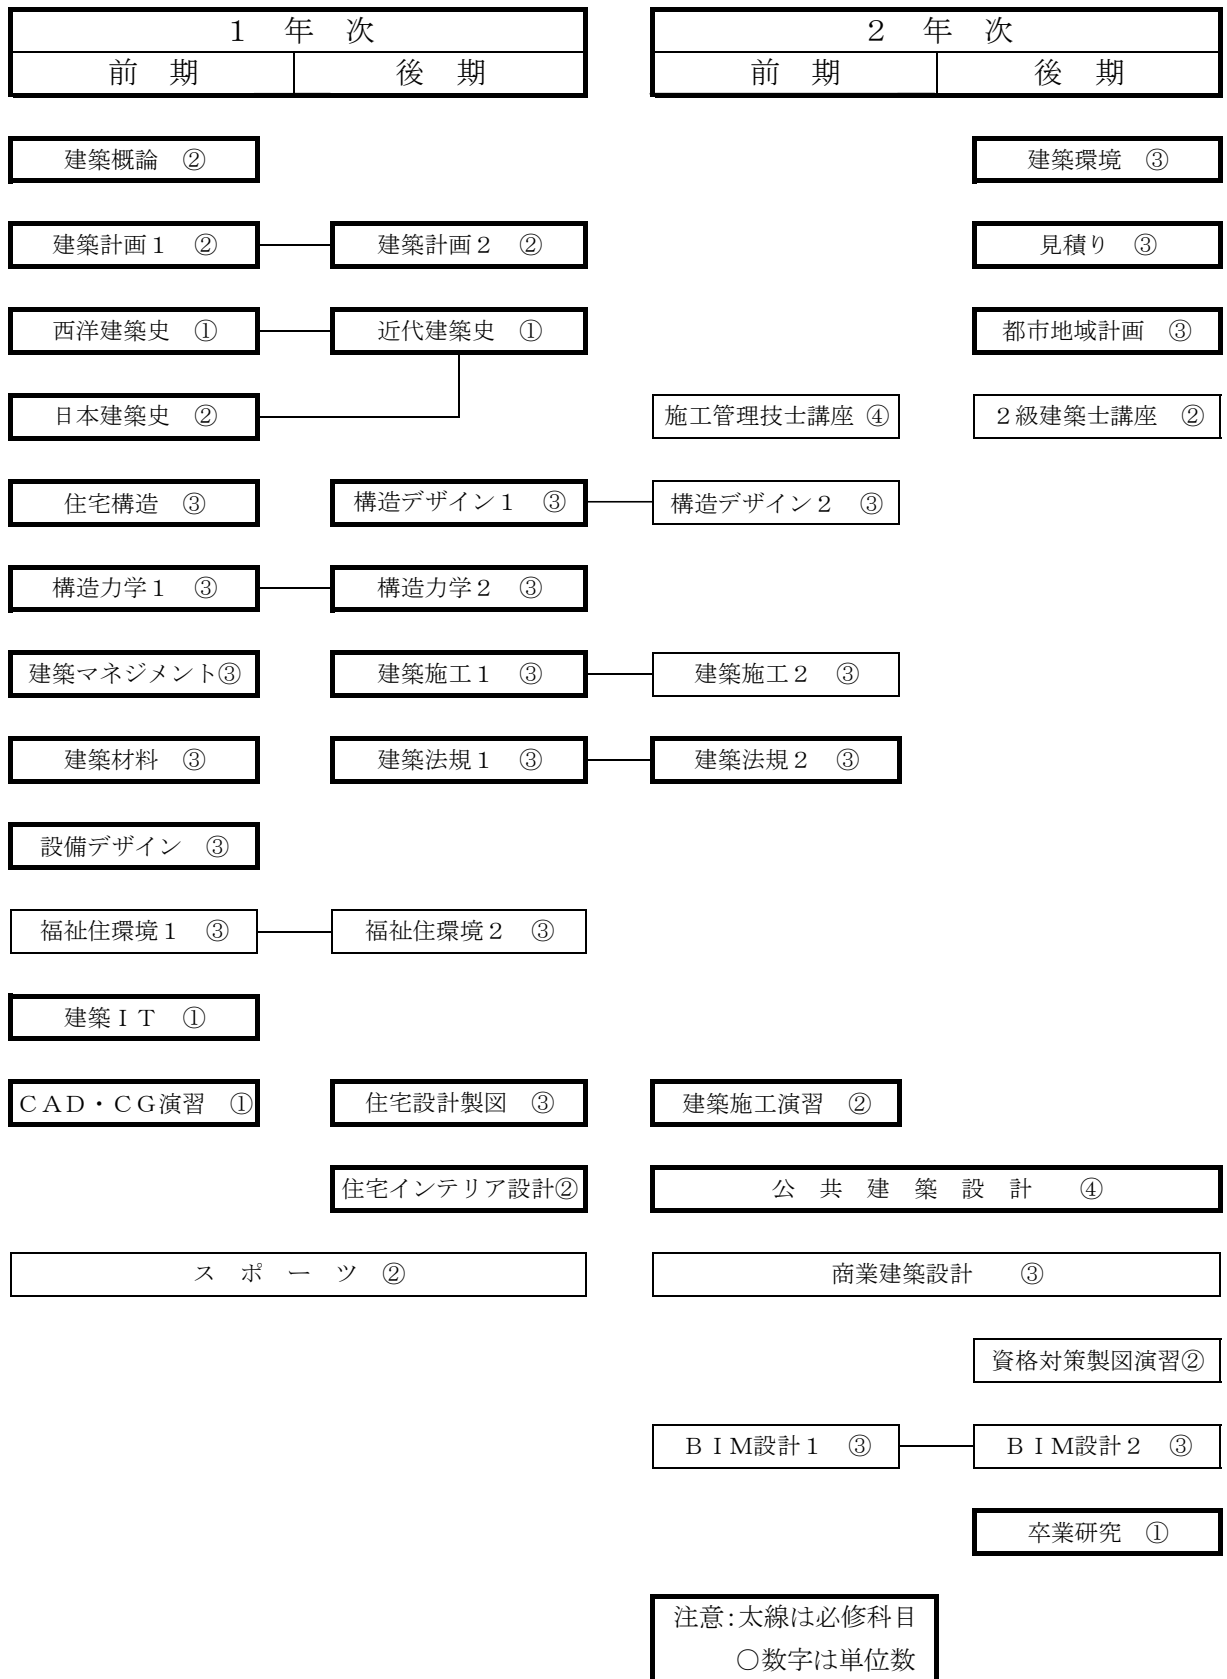 １　年　次　　　２　年　次
前　期　　後　期　　　前　期　　後　期
建築概論　②　　　建築環境　③
建築計画１　②　　　建築計画２　②　　　見積り　③
西洋建築史　①　　　近代建築史　①　　　都市地域計画　③
日本建築史　②　　　施工管理技士講座 ④　　　２級建築士講座　②
住宅構造　③　　　構造デザイン１　③　　　構造デザイン２　③
構造力学１　③　　　構造力学２　③
建築マネジメント③　　　建築施工１　③　　　建築施工２　③
建築材料　③　　　建築法規１　③　　　建築法規２　③
設備デザイン　③
福祉住環境１　③　　　福祉住環境２　③
建築ＩＴ　①
ＣＡＤ・ＣＧ演習　①　　　住宅設計製図　③　　　建築施工演習　②
住宅インテリア設計②　　　公　共　建　築　設　計　　④
ス　ポ　ー　ツ　②　　　商業建築設計　　③
資格対策製図演習②
ＢＩＭ設計１　③　　　ＢＩＭ設計２　③
卒業研究　①
注意:太線は必修科目
○数字は単位数